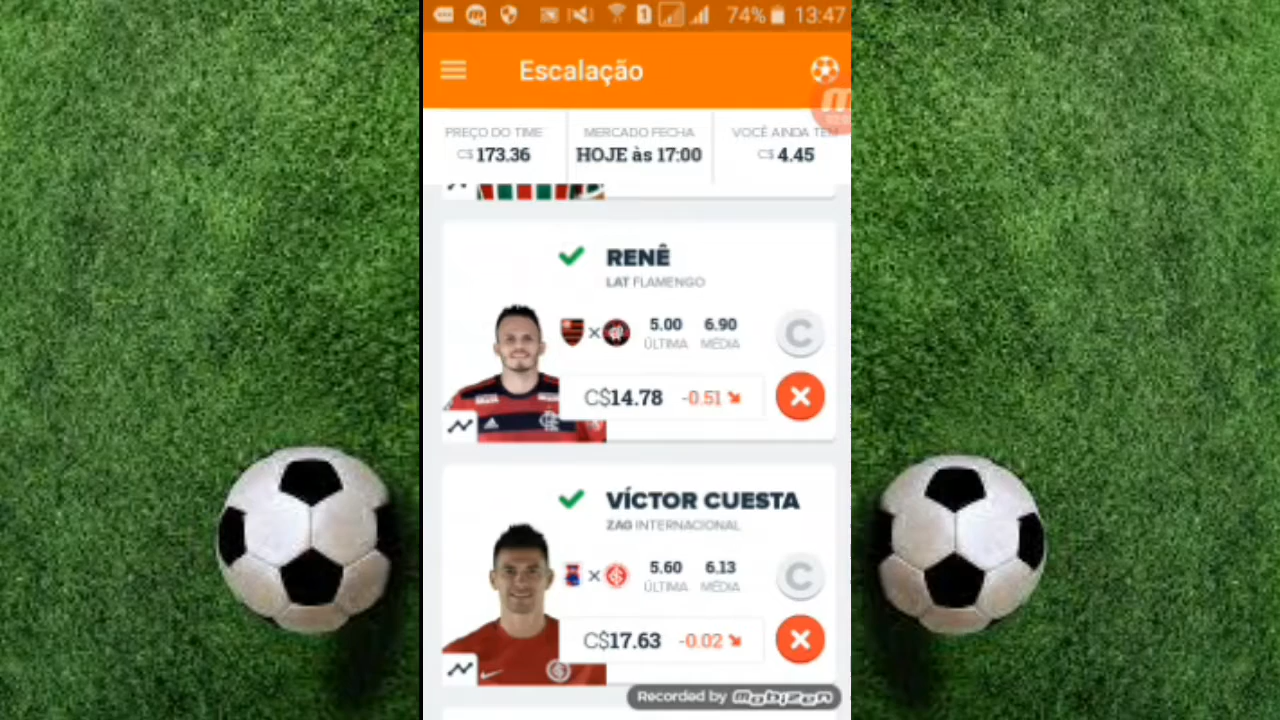 74% 13:47
Escalação
PREÇO DO TIME
C$ 173.36
MERCADO FECHA
HOJE às 17:00
VOCÊ AINDA TEM
C$ 4.45
RENÊ
LAT FLAMENGO
5.00 6.90
ÚLTIMA MÉDIA
C
C$14.78 -0.51
VÍCTOR CUESTA
ZAG INTERNACIONAL
5.60 6.13
ÚLTIMA MÉDIA
C
C$17.63 -0.02
Recorded by mobizen